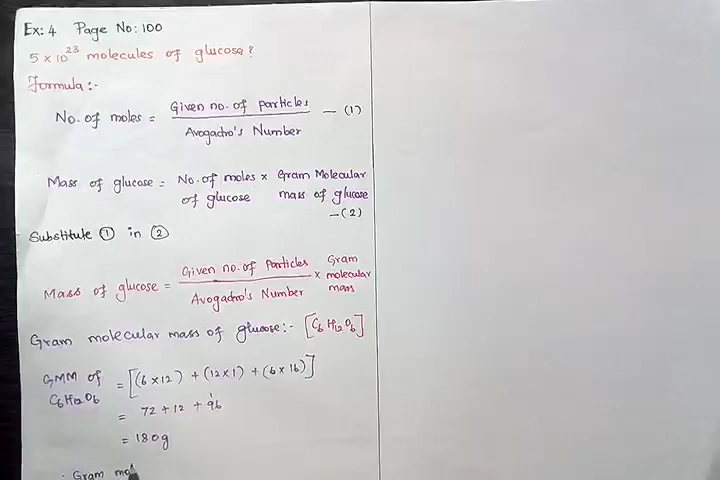 Ex: 4 Page No: 100
5 x 10²³ molecules of glucose?
Formula :-
No. of moles = Given no. of particles / Avogadro's Number — (1)
Mass of glucose = No. of moles of glucose x Gram Molecular mass of glucose — (2)
Substitute ① in ②
Mass of glucose = Given no. of Particles / Avogadro's Number x Gram molecular mass
Gram molecular mass of glucose :- [C₆H₁₂O₆]
GMM of C₆H₁₂O₆ = [(6 x 12) + (12 x 1) + (6 x 16)]
= 72 + 12 + 96
= 180g
Gram mo